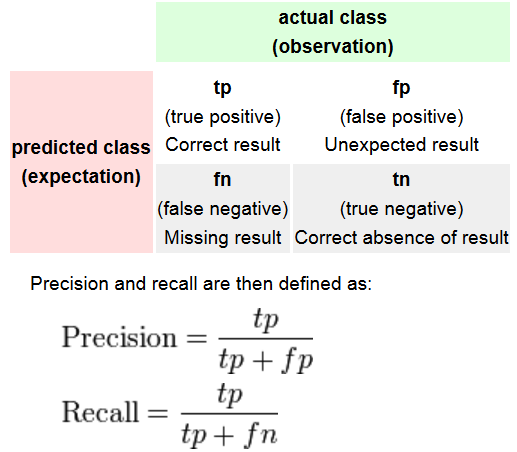 actual class
(observation)
tp fp
(true positive) (false positive)
predicted class Correct result Unexpected result
(expectation) fn tn
(false negative) (true negative)
Missing result Correct absence of result
Precision and recall are then defined as:
Precision = tp / tp + fp
Recall = tp / tp + fn